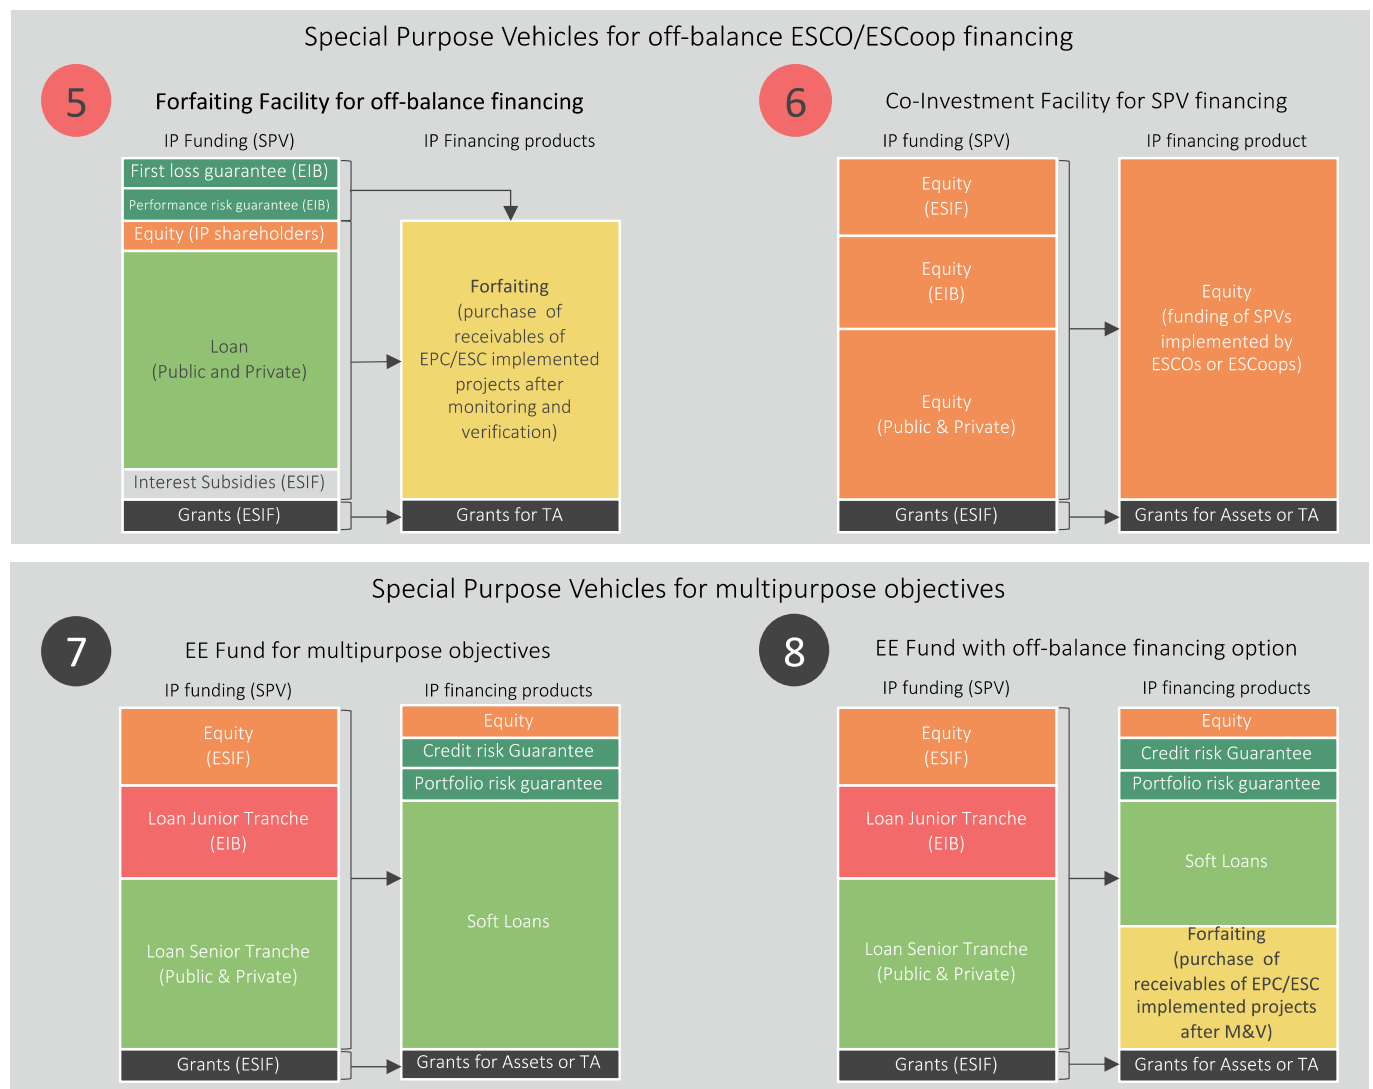 Special Purpose Vehicles for off-balance ESCO/ESCoop financing
5
Forfaiting Facility for off-balance financing
IP Funding (SPV)
IP Financing products
First loss guarantee (EIB)
Performance risk guarantee (EIB)
Equity (IP shareholders)
Loan
(Public and Private)
Interest Subsidies (ESIF)
Grants (ESIF)
Forfaiting
(purchase of
receivables of
EPC/ESC implemented
projects after
monitoring and
verification)
Grants for TA
6
Co-Investment Facility for SPV financing
IP funding (SPV)
IP financing product
Equity
(ESIF)
Equity
(EIB)
Equity
(Public & Private)
Grants (ESIF)
Equity
(funding of SPVs
implemented by
ESCOs or ESCoops)
Grants for Assets or TA
Special Purpose Vehicles for multipurpose objectives
7
EE Fund for multipurpose objectives
IP funding (SPV)
IP financing products
Equity
(ESIF)
Loan Junior Tranche
(EIB)
Loan Senior Tranche
(Public & Private)
Grants (ESIF)
Equity
Credit risk Guarantee
Portfolio risk guarantee
Soft Loans
Grants for Assets or TA
8
EE Fund with off-balance financing option
IP funding (SPV)
IP financing products
Equity
(ESIF)
Loan Junior Tranche
(EIB)
Loan Senior Tranche
(Public & Private)
Grants (ESIF)
Equity
Credit risk Guarantee
Portfolio risk guarantee
Soft Loans
Forfaiting
(purchase of
receivables of EPC/ESC
implemented projects
after M&V)
Grants for Assets or TA